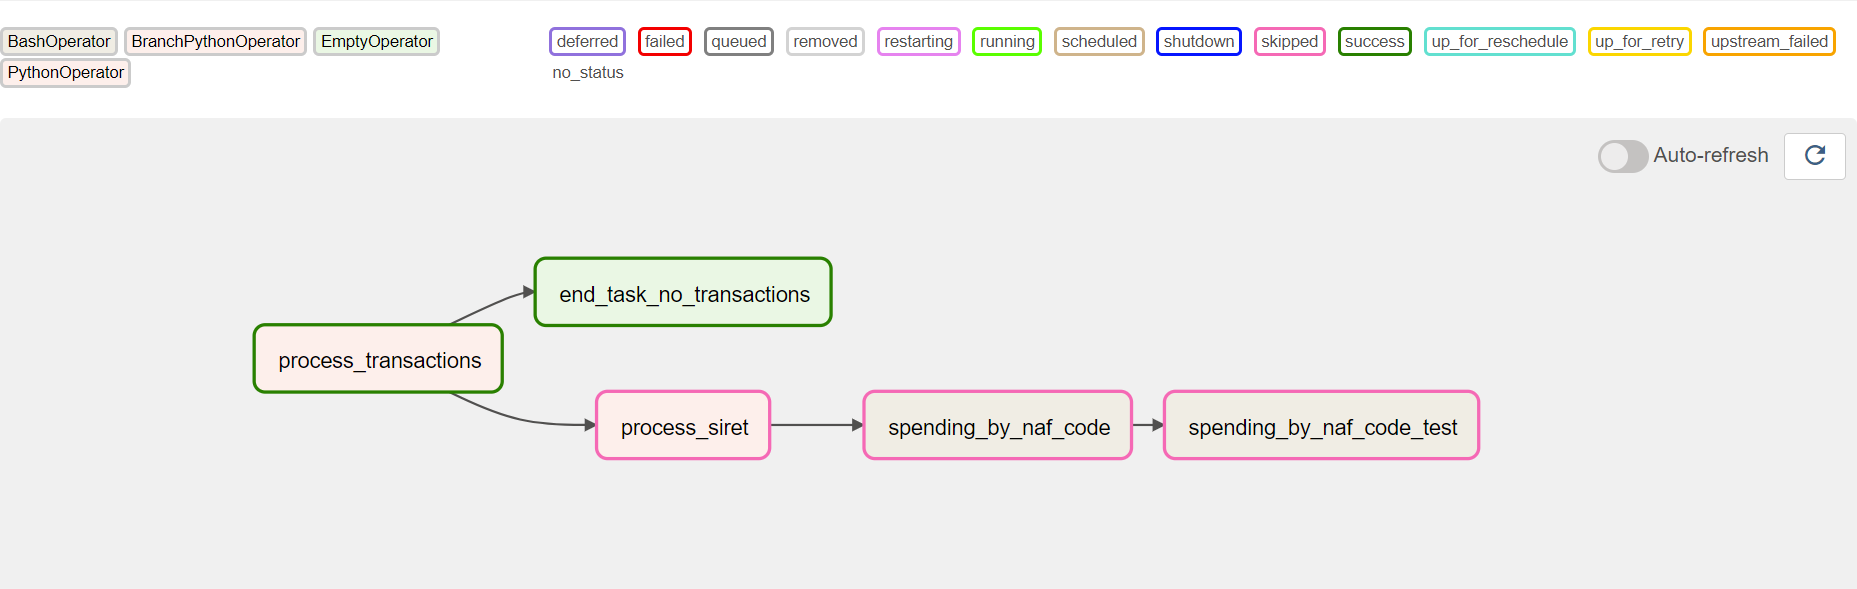 BashOperator BranchPythonOperator EmptyOperator
PythonOperator
deferred failed queued removed restarting running scheduled shutdown skipped success up_for_reschedule up_for_retry upstream_failed
no_status
Auto-refresh
end_task_no_transactions
process_transactions
process_siret spending_by_naf_code spending_by_naf_code_test